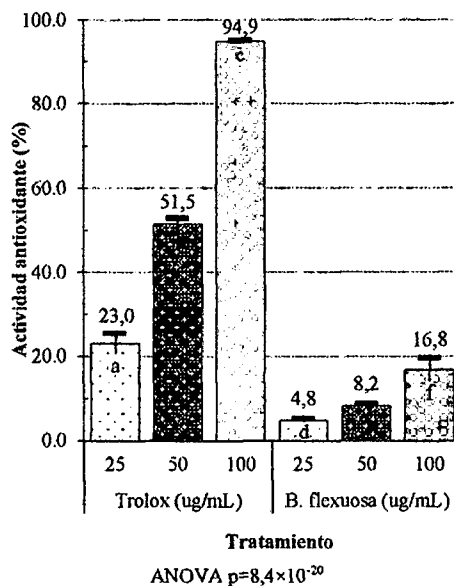 100.0
80.0
60.0
40.0
20.0
0.0
Actividad antioxidante (%)
94,9
c
51,5
23,0
a
16,8
f
8,2
4,8
d
25 50 100 25 50 100
Trolox (ug/mL) B. flexuosa (ug/mL)
Tratamiento
ANOVA p=8,4×10⁻²⁰